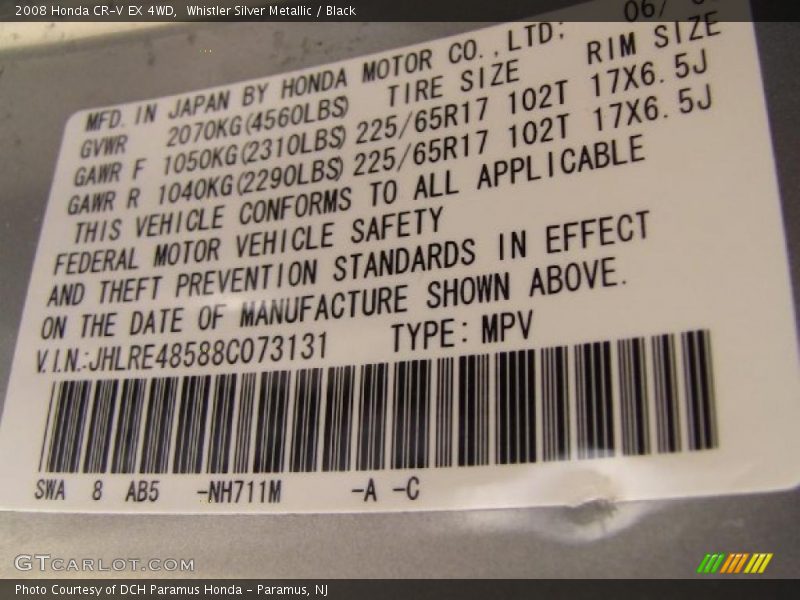 2008 Honda CR-V EX 4WD,  Whistler Silver Metallic / Black
06/
MFD. IN JAPAN BY HONDA MOTOR CO.,LTD:
TIRE SIZE RIM SIZE
GVWR 2070KG(4560LBS)
GAWR F 1050KG(2310LBS) 225/65R17 102T 17X6.5J
GAWR R 1040KG(2290LBS) 225/65R17 102T 17X6.5J
THIS VEHICLE CONFORMS TO ALL APPLICABLE
FEDERAL MOTOR VEHICLE SAFETY
AND THEFT PREVENTION STANDARDS IN EFFECT
ON THE DATE OF MANUFACTURE SHOWN ABOVE.
V.I.N.:JHLRE48588C073131 TYPE: MPV
SWA 8 AB5 -NH711M -A -C
GTCARLOT.COM
Photo Courtesy of DCH Paramus Honda - Paramus, NJ